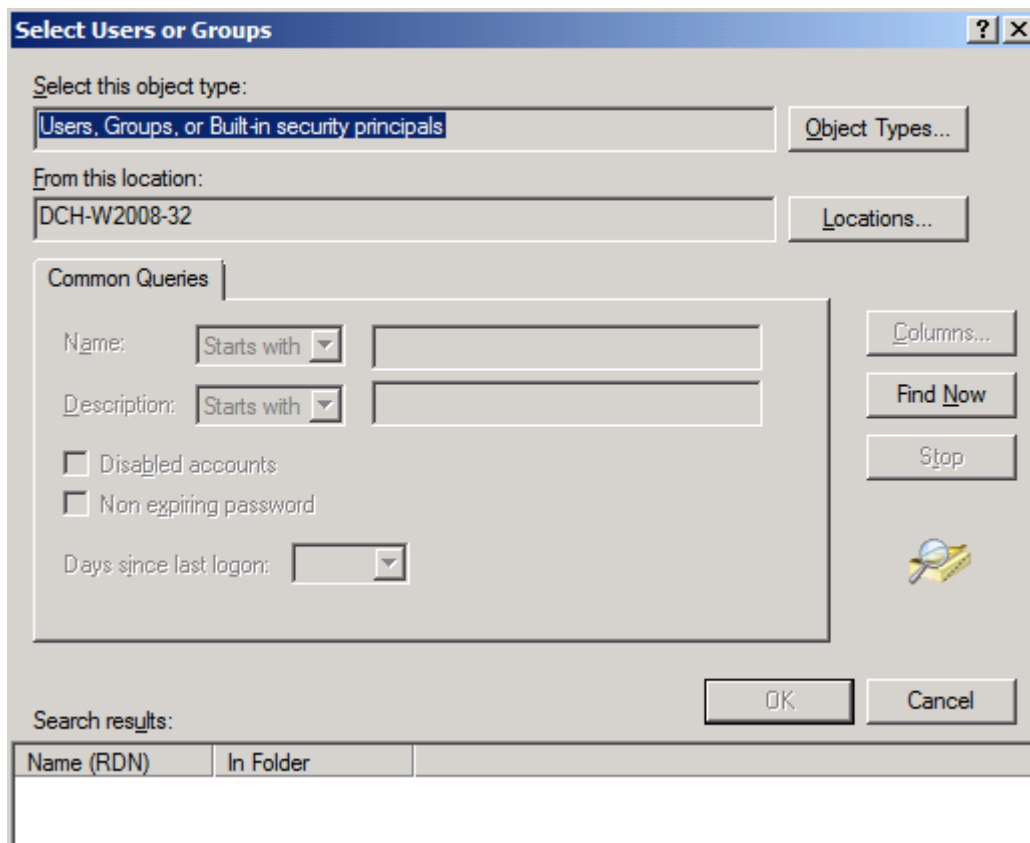 Select Users or Groups
Select this object type:
Users, Groups, or Built-in security principals
Object Types...
From this location:
DCH-W2008-32
Locations...
Common Queries
Name: Starts with
Columns...
Description: Starts with
Find Now
Disabled accounts
Stop
Non expiring password
Days since last logon:
OK Cancel
Search results:
Name (RDN) In Folder